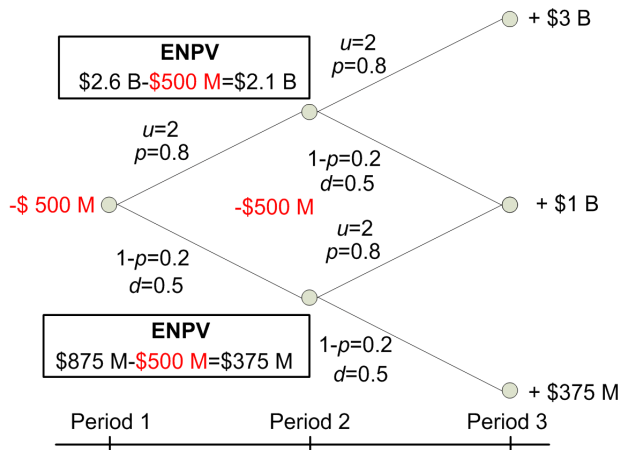 + $3 B
ENPV
$2.6 B-$500 M=$2.1 B
u=2
p=0.8
u=2
p=0.8
1-p=0.2
d=0.5
-$ 500 M
-$500 M
+ $1 B
u=2
p=0.8
1-p=0.2
d=0.5
ENPV
$875 M-$500 M=$375 M
1-p=0.2
d=0.5
+ $375 M
Period 1
Period 2
Period 3